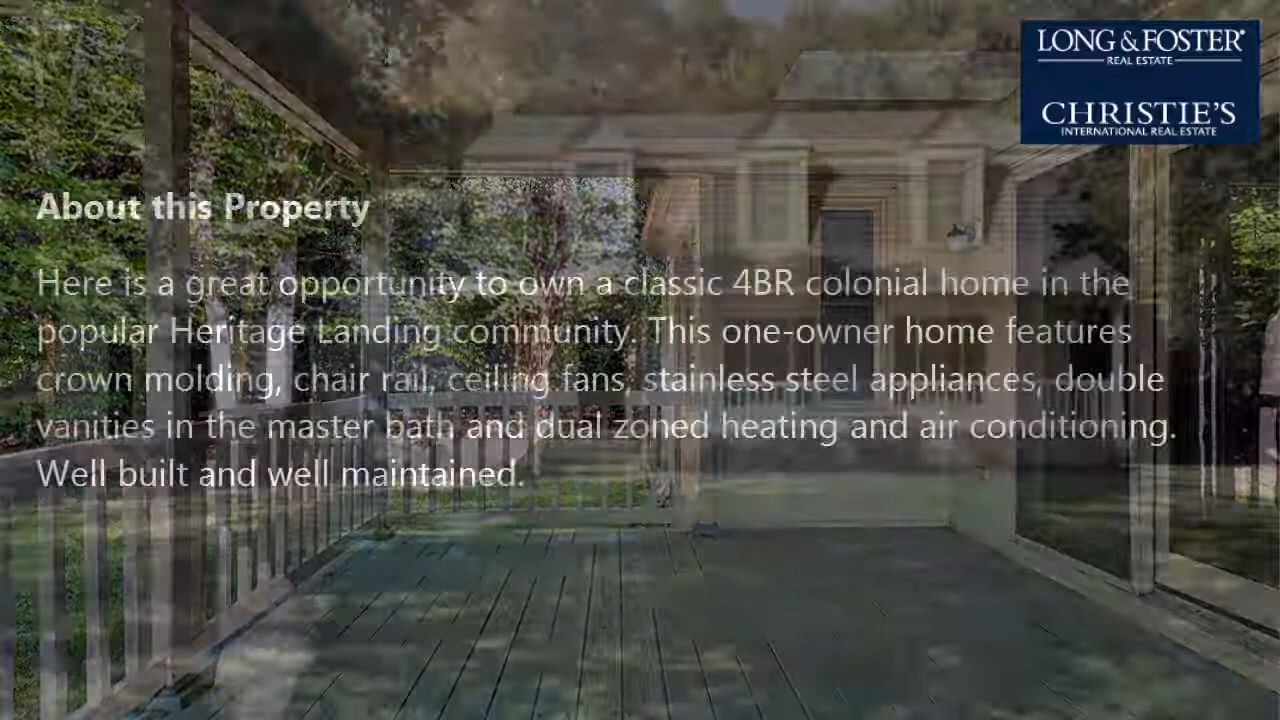 LONG & FOSTER®
REAL ESTATE
CHRISTIE'S
INTERNATIONAL REAL ESTATE
About this Property
Here is a great opportunity to own a classic 4BR colonial home in the
popular Heritage Landing community. This one-owner home features
crown molding, chair rail, ceiling fans, stainless steel appliances, double
vanities in the master bath and dual zoned heating and air conditioning.
Well built and well maintained.